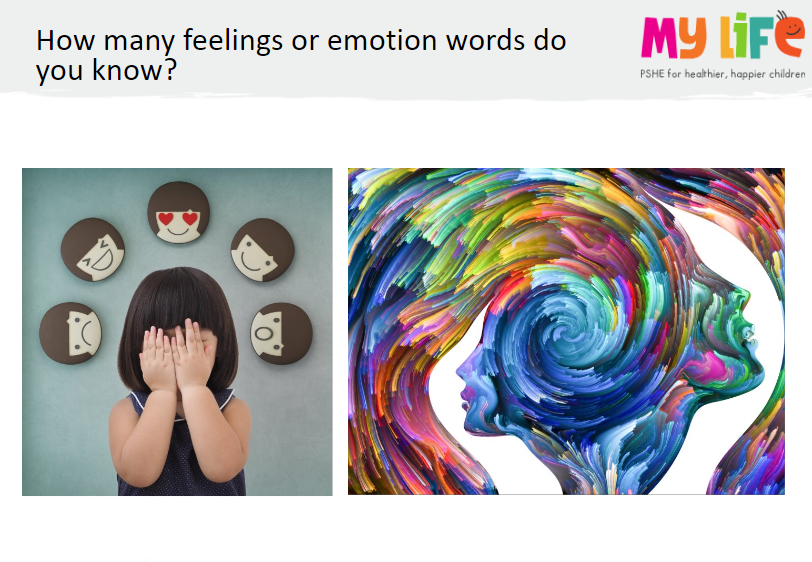 How many feelings or emotion words do
you know?
My LiFe
PSHE for healthier, happier children